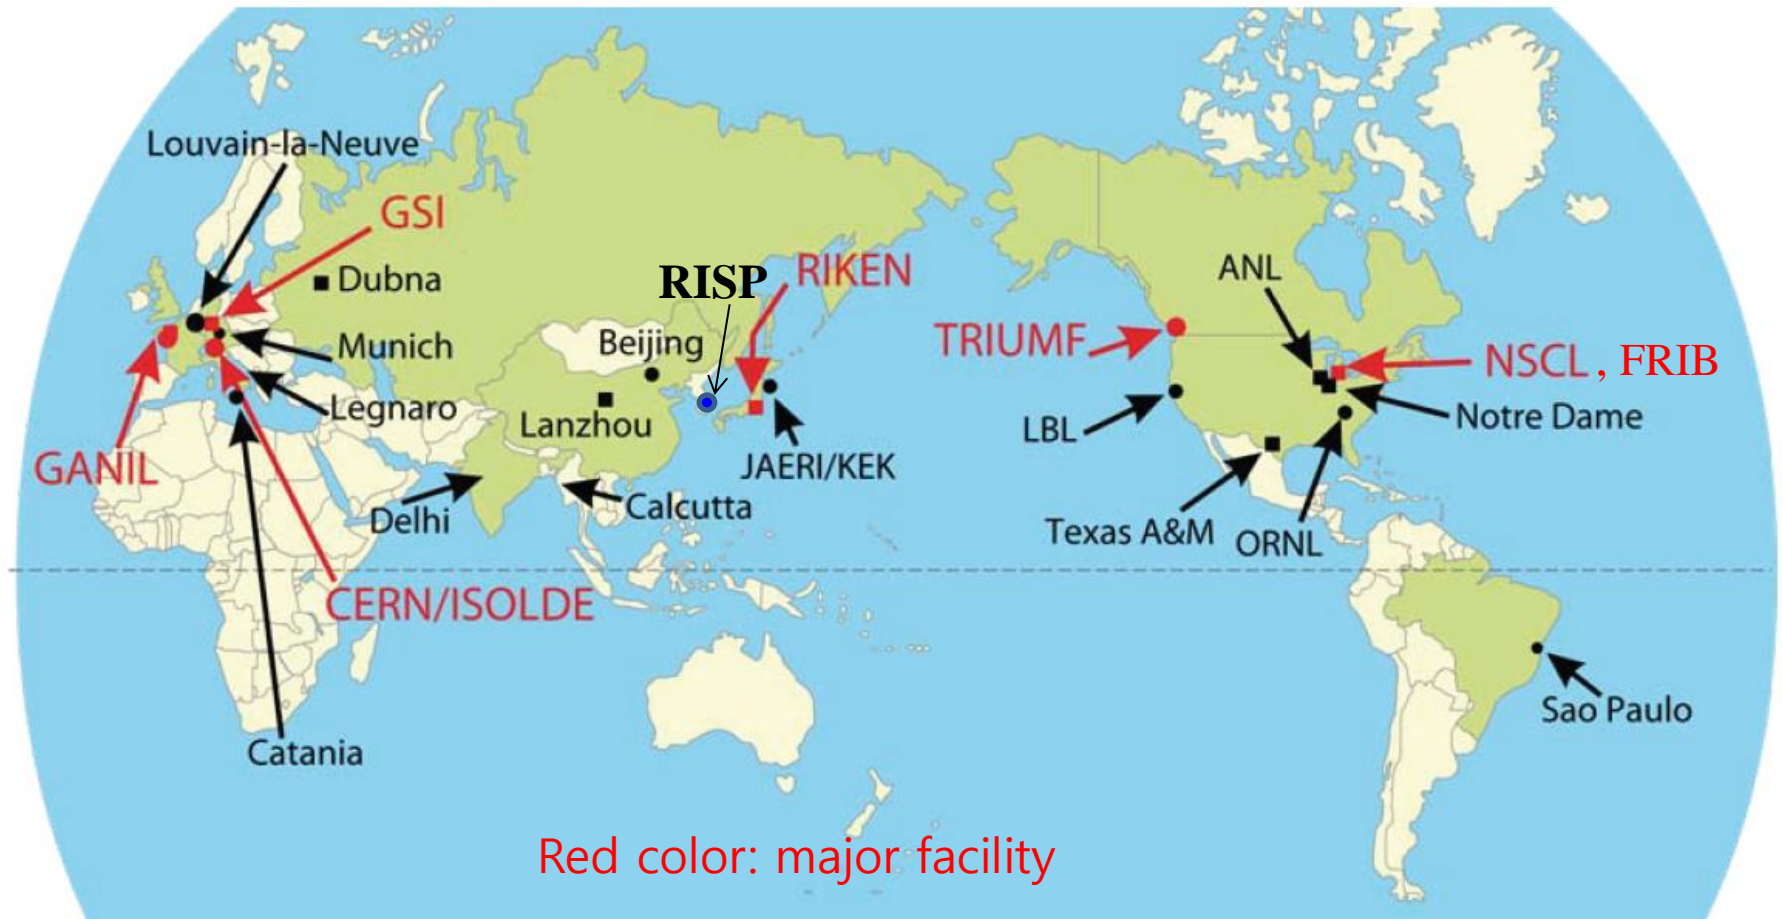 Louvain-la-Neuve
GSI
Dubna
RISP
RIKEN
ANL
TRIUMF
Munich
Beijing
NSCL , FRIB
Legnaro
Lanzhou
LBL
Notre Dame
GANIL
JAERI/KEK
Delhi
Calcutta
Texas A&M
ORNL
CERN/ISOLDE
Sao Paulo
Catania
Red color: major facility